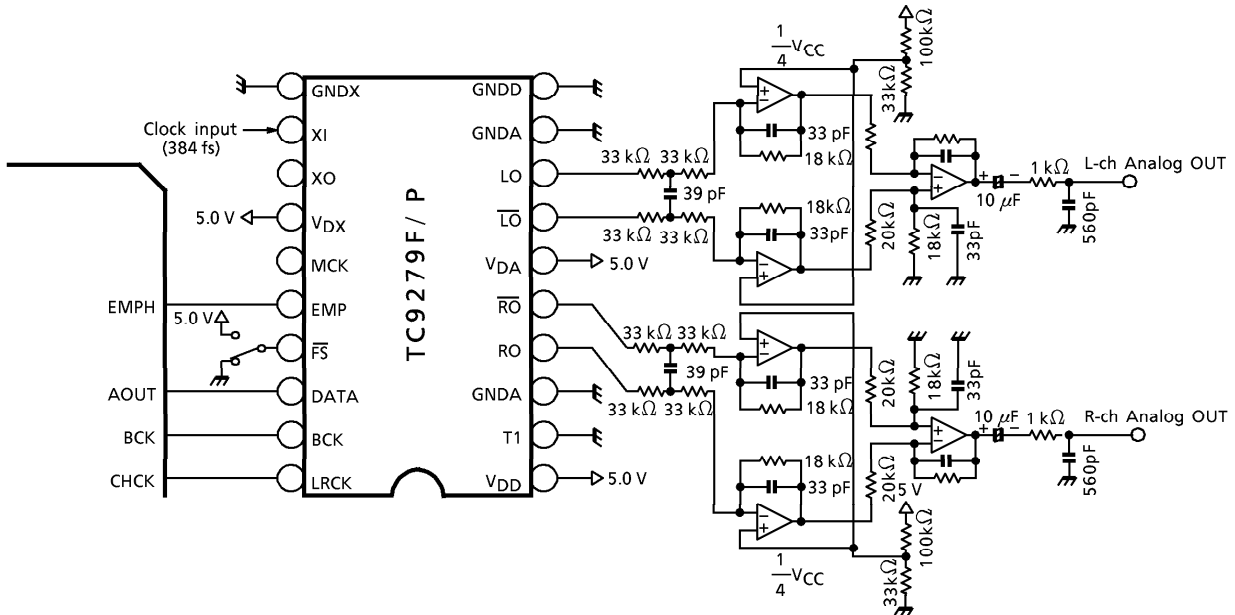 1/4 VCC
100kΩ
33kΩ
GNDX
GNDD
Clock input
(384 fs)
XI
GNDA
33 pF
18 kΩ
33 kΩ 33 kΩ
XO
LO
39 pF
L-ch Analog OUT
1 kΩ
+ −
10 μF
560pF
5.0 V
VDX
L̅O̅
33 kΩ 33 kΩ
18kΩ
33pF
20kΩ
18kΩ
33pF
TC9279F/ P
MCK
VDA
5.0 V
EMPH
EMP
R̅O̅
5.0 V
F̅S̅
RO
33 kΩ 33 kΩ
39 pF
33 kΩ 33 kΩ
33 pF
18 kΩ
20kΩ
18kΩ
33pF
AOUT
DATA
GNDA
10 μF
+ −
1 kΩ
R-ch Analog OUT
560pF
BCK
BCK
T1
18 kΩ
33 pF
20kΩ
CHCK
LRCK
VDD
5.0 V
5 V
100kΩ
33kΩ
1/4 VCC